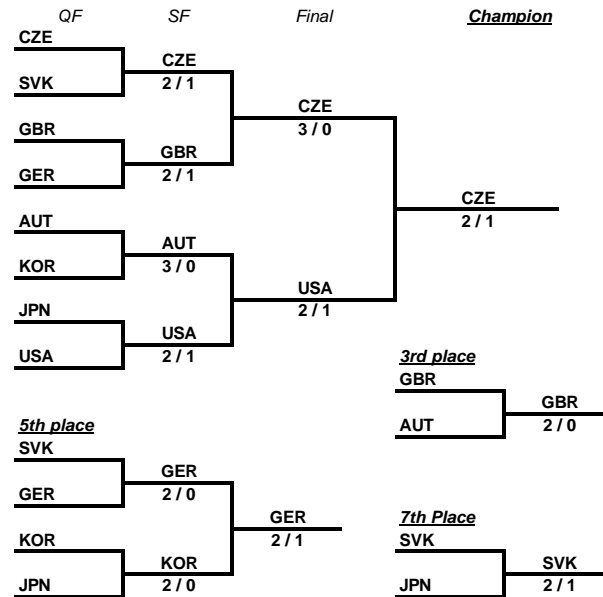 QF SF Final Champion
CZE
CZE
SVK 2 / 1
CZE
GBR 3 / 0
GBR
GER 2 / 1
CZE
AUT 2 / 1
AUT
KOR 3 / 0
USA
JPN 2 / 1
USA
USA 2 / 1
3rd place
GBR
GBR
AUT 2 / 0
5th place
SVK
GER
GER 2 / 0
GER
2 / 1
KOR
KOR
JPN 2 / 0
7th Place
SVK
SVK
JPN 2 / 1